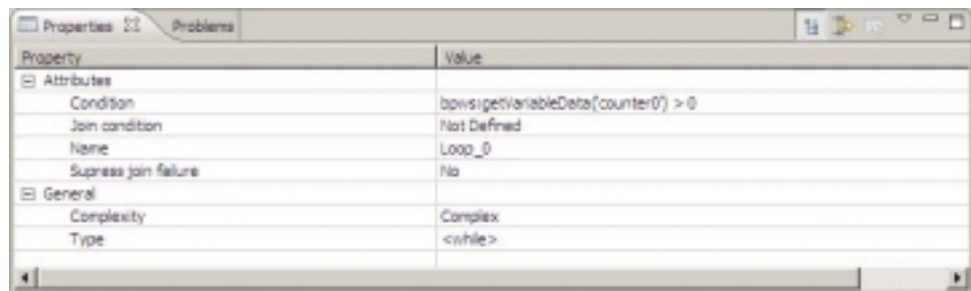 Properties Problems
Property Value
Attributes
Condition bpws:getVariableData('counter0') > 0
Join condition Not Defined
Name Loop_0
Supress join failure No
General
Complexity Complex
Type <while>